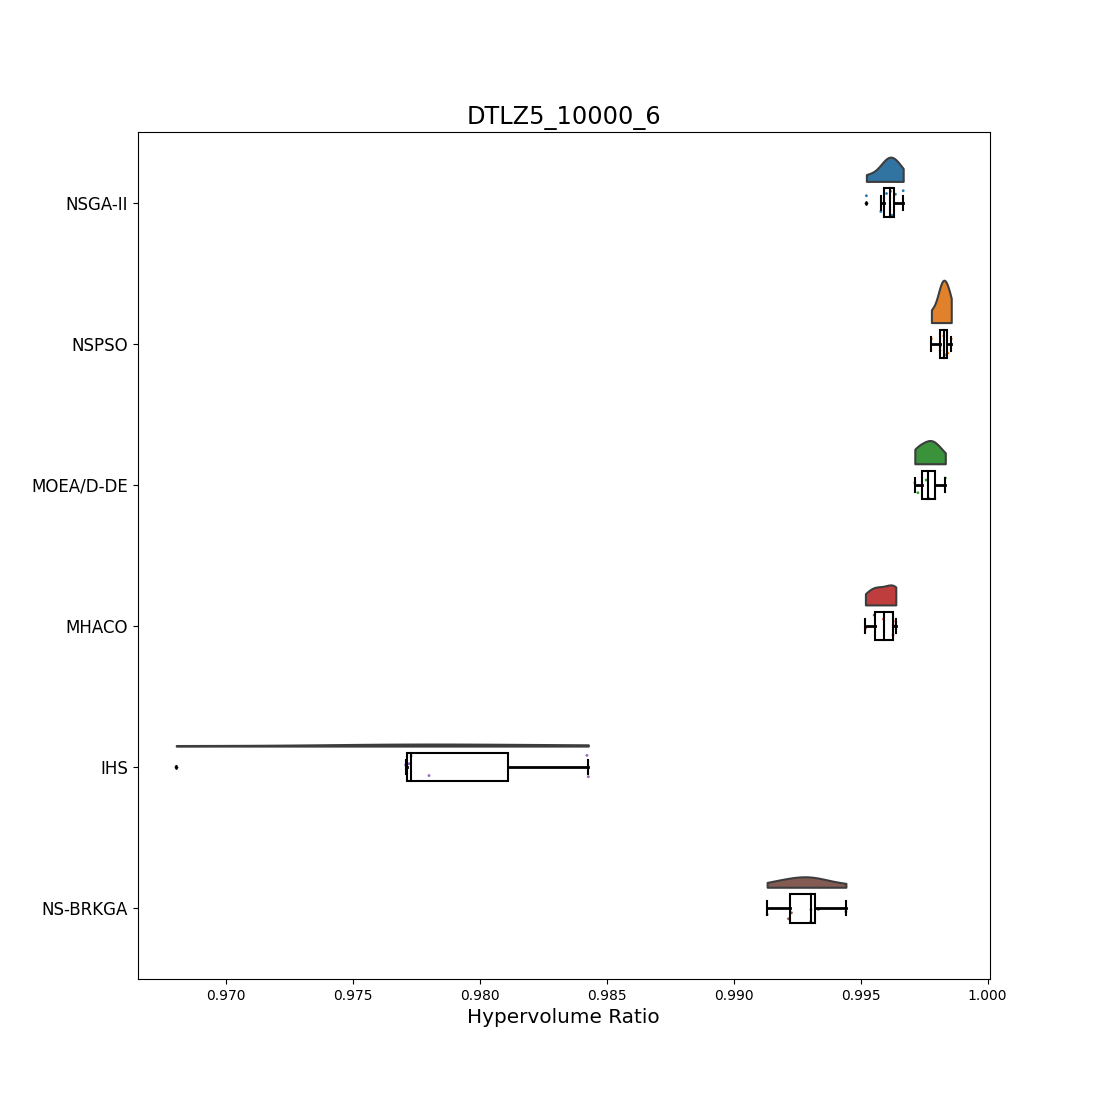 DTLZ5_10000_6
NSGA-II
NSPSO
MOEA/D-DE
MHACO
IHS
NS-BRKGA
0.970 0.975 0.980 0.985 0.990 0.995 1.000
Hypervolume Ratio